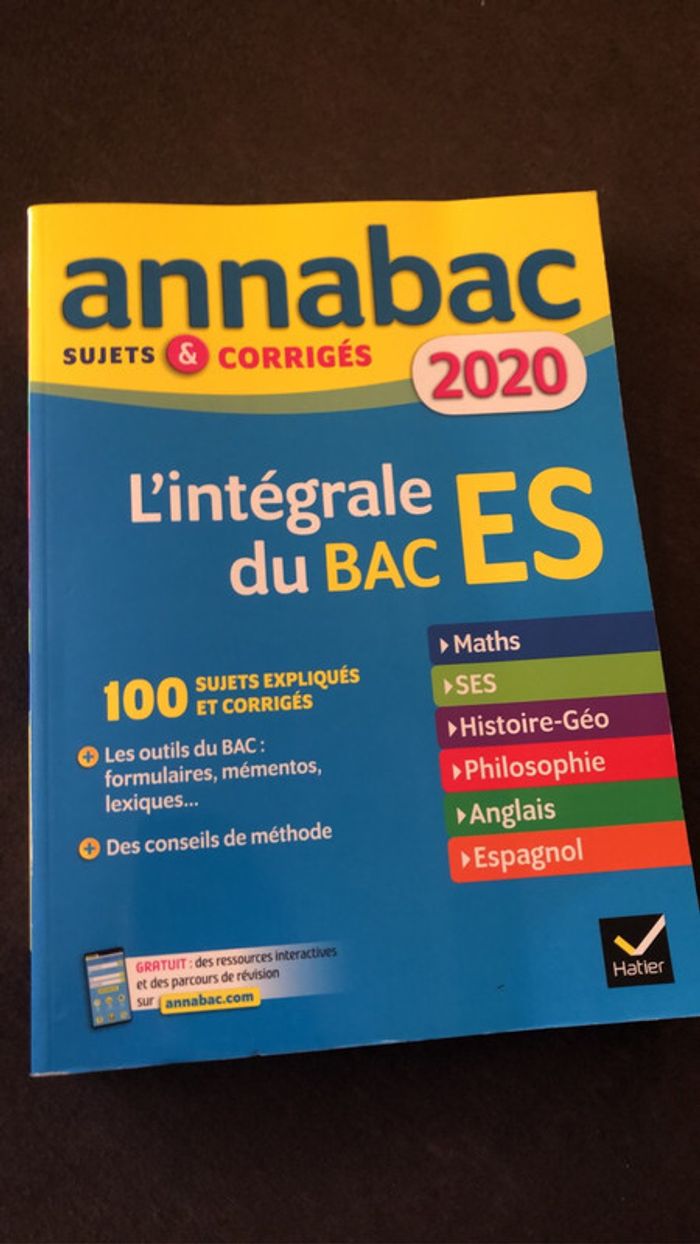 annabac
SUJETS & CORRIGÉS
2020
L'intégrale
du BAC ES
100 SUJETS EXPLIQUÉS
ET CORRIGÉS
+ Les outils du BAC :
formulaires, mémentos,
lexiques...
+ Des conseils de méthode
Maths
SES
Histoire-Géo
Philosophie
Anglais
Espagnol
GRATUIT : des ressources interactives
et des parcours de révision
sur annabac.com
Hatier